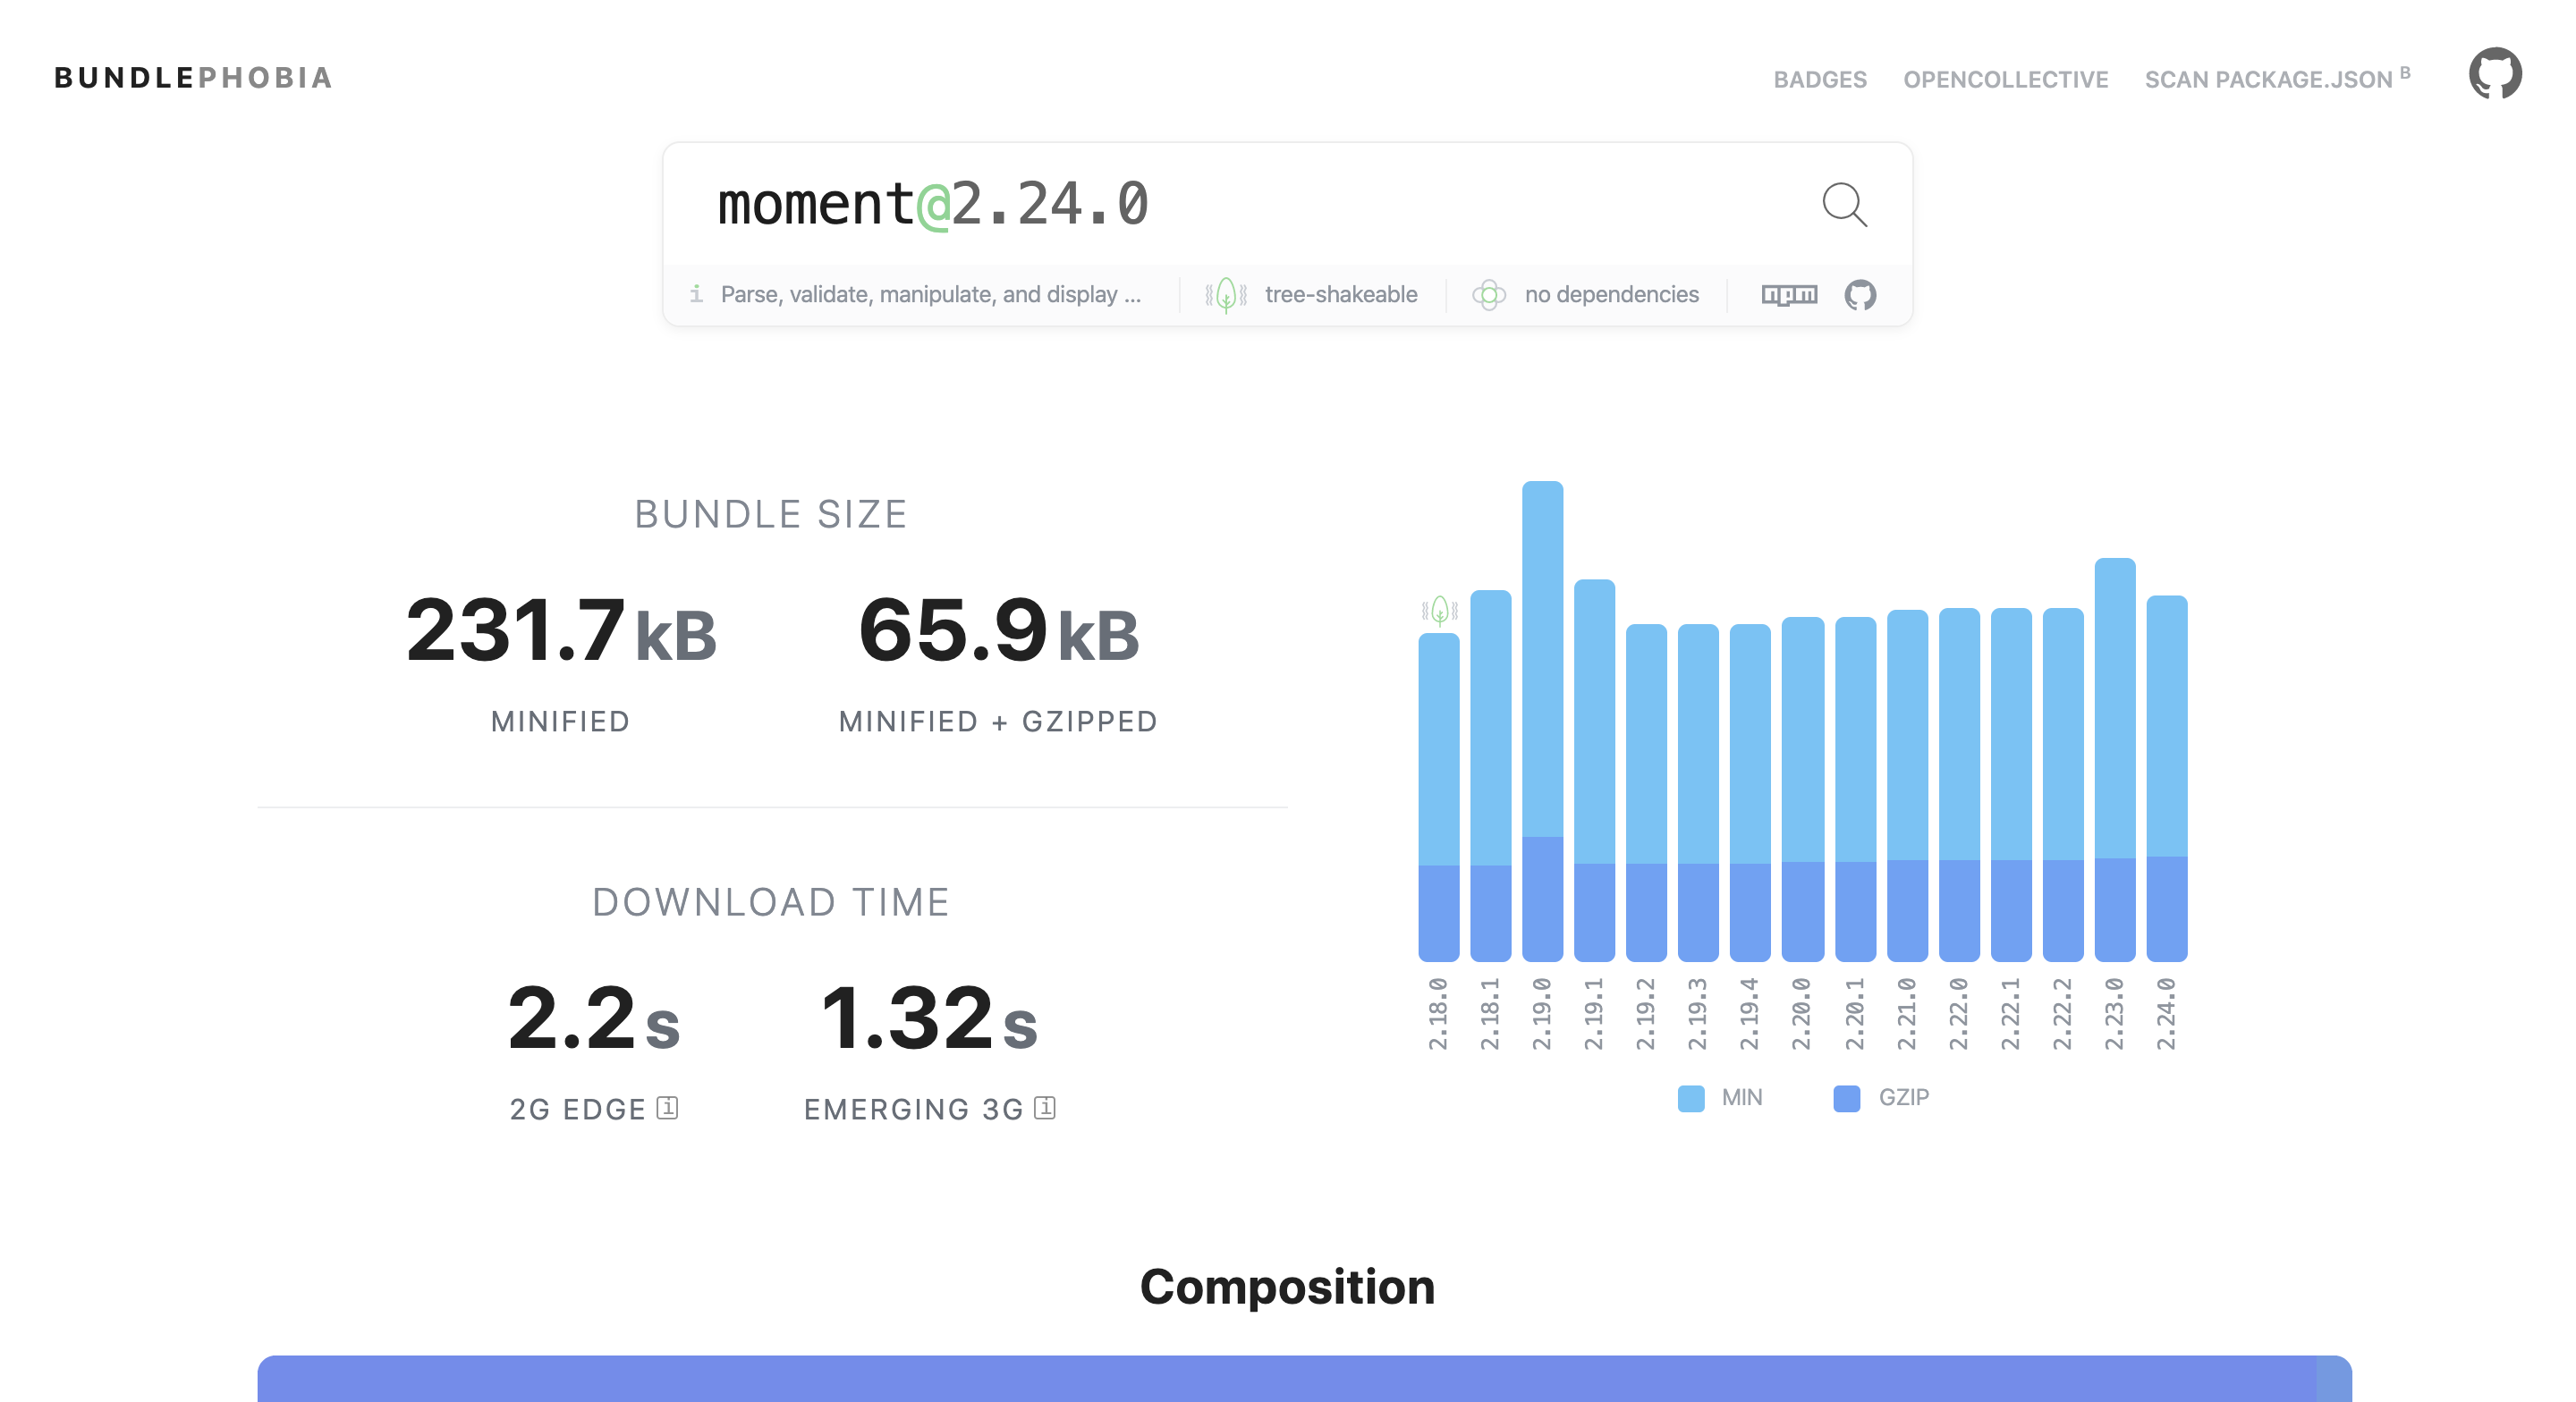 BUNDLEPHOBIA
BADGES OPENCOLLECTIVE SCAN PACKAGE.JSON B
moment@2.24.0
i Parse, validate, manipulate, and display ... tree-shakeable no dependencies npm
BUNDLE SIZE
231.7 kB 65.9 kB
MINIFIED MINIFIED + GZIPPED
DOWNLOAD TIME
2.2 s 1.32 s
2G EDGE i EMERGING 3G i
2.18.0 2.18.1 2.19.0 2.19.1 2.19.2 2.19.3 2.19.4 2.20.0 2.20.1 2.21.0 2.22.0 2.22.1 2.22.2 2.23.0 2.24.0
MIN GZIP
Composition